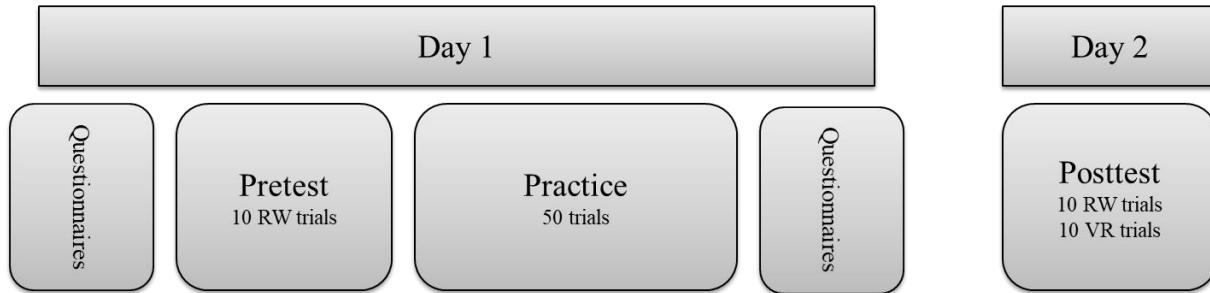 Day 1
Day 2
Questionnaires
Pretest
10 RW trials
Practice
50 trials
Questionnaires
Posttest
10 RW trials
10 VR trials